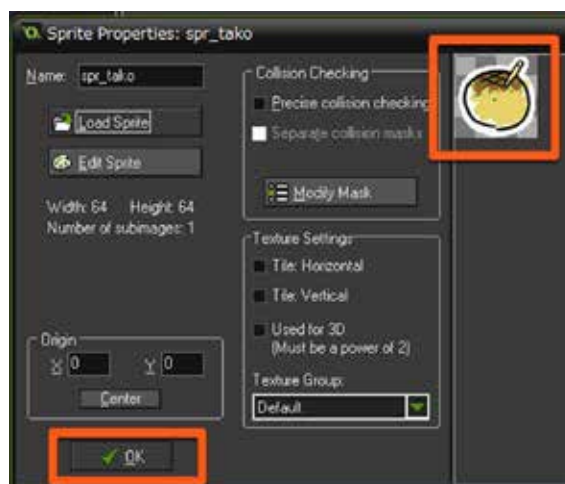 Sprite Properties: spr_tako
Name: spr_tako
Load Sprite
Edit Sprite
Width: 64 Height: 64
Number of subimages: 1
Origin
X 0 Y 0
Center
OK
Collision Checking
Precise collision checking
Separate collision masks
Modify Mask
Texture Settings
Tile: Horizontal
Tile: Vertical
Used for 3D
(Must be a power of 2)
Texture Group:
Default